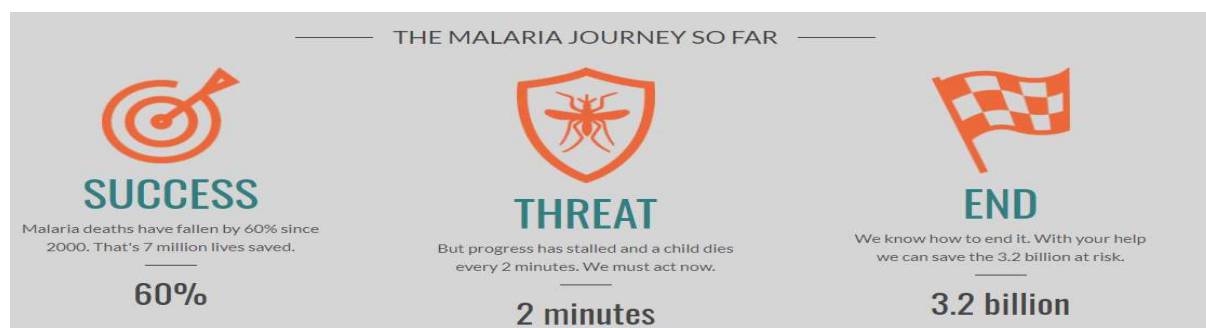 THE MALARIA JOURNEY SO FAR
SUCCESS
Malaria deaths have fallen by 60% since
2000. That's 7 million lives saved.
60%
THREAT
But progress has stalled and a child dies
every 2 minutes. We must act now.
2 minutes
END
We know how to end it. With your help
we can save the 3.2 billion at risk.
3.2 billion